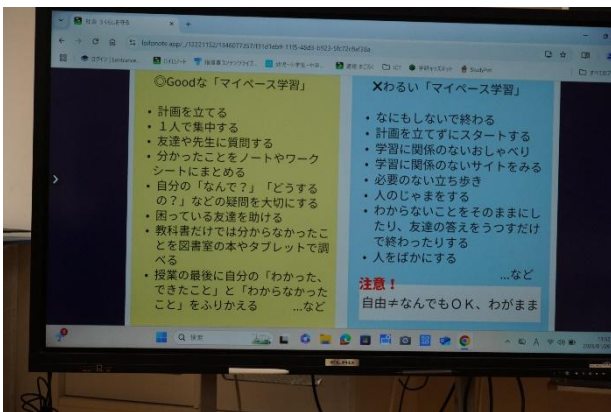 社会 3 くらしを守る
◎Goodな「マイペース学習」
・計画を立てる
・１人で集中する
・友達や先生に質問する
・分かったことをノートやワーク
シートにまとめる
・自分の「なんで？」「どうする
の？」などの疑問を大切にする
・困っている友達を助ける
・教科書だけでは分からなかったこ
とを図書室の本やタブレットで調
べる
・授業の最後に自分の「わかった、
できたこと」と「わからなかった
こと」をふりかえる …など
✕わるい「マイペース学習」
・なにもしないで終わる
・計画を立てずにスタートする
・学習に関係のないおしゃべり
・学習に関係のないサイトをみる
・必要のない立ち歩き
・人のじゃまをする
・わからないことをそのままにし
たり、友達の答えをうつすだけ
で終わったりする
・人をばかにする
…など
注意！
自由≠なんでもＯＫ、わがまま
検索
ELMO